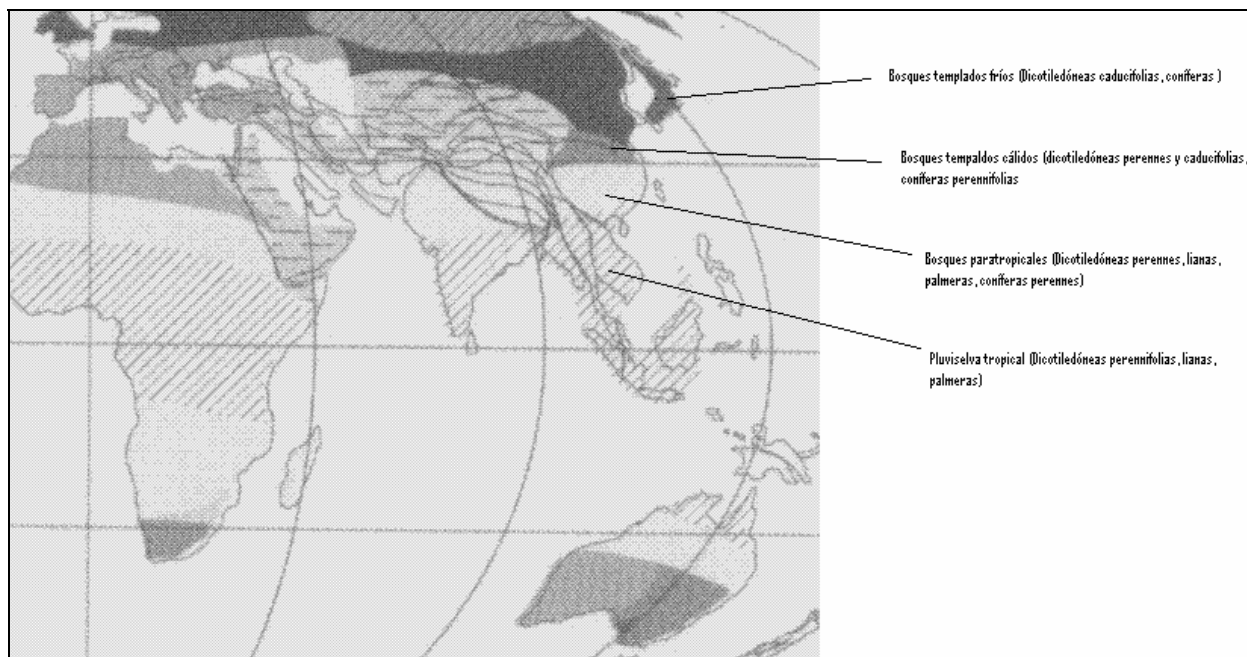 Bosques templados fríos (Dicotiledóneas caducifolias, coníferas )
Bosques tempaldos cálidos (dicotiledóneas perennes y caducifolias,
coníferas perennifolias
Bosques paratropicales (Dicotiledóneas perennes, lianas,
palmeras, coníferas perennes)
Pluviselva tropical (Dicotiledóneas perennifolias, lianas,
palmeras)